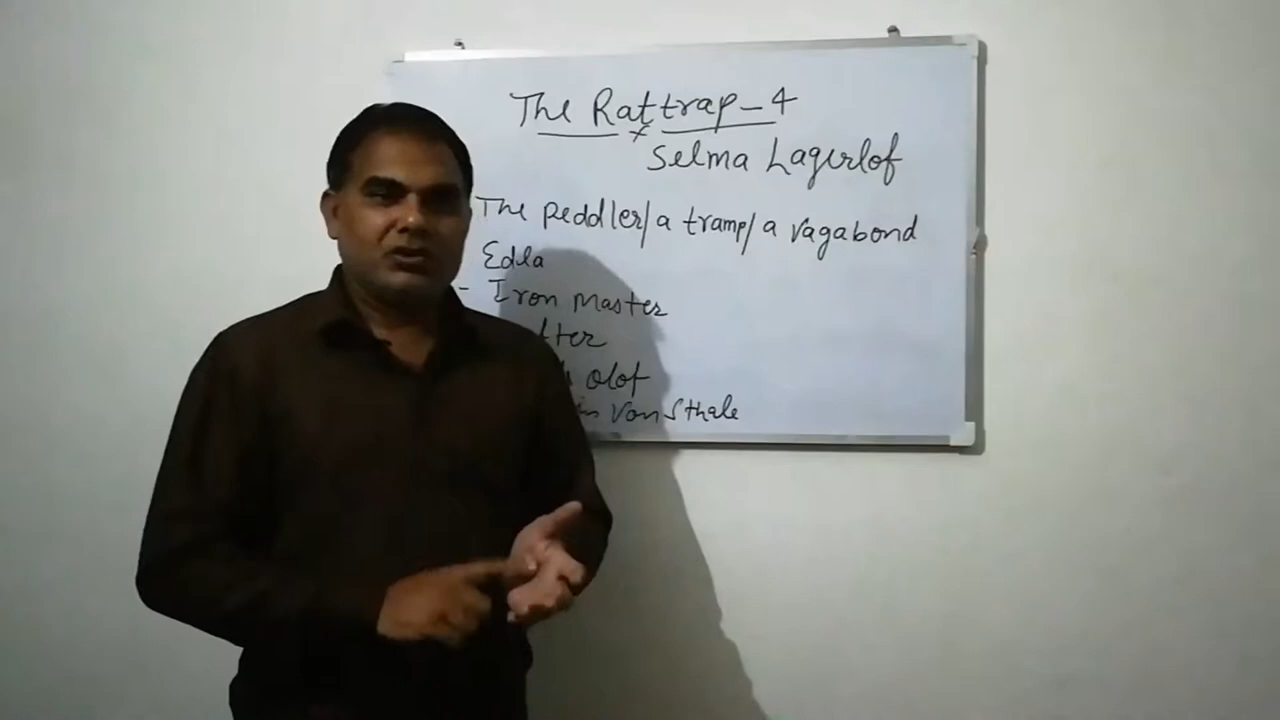 The Rattrap-4
Selma Lagerlof
The peddler/a tramp/a vagabond
Edla
- Iron Master
olof
Von Sthale